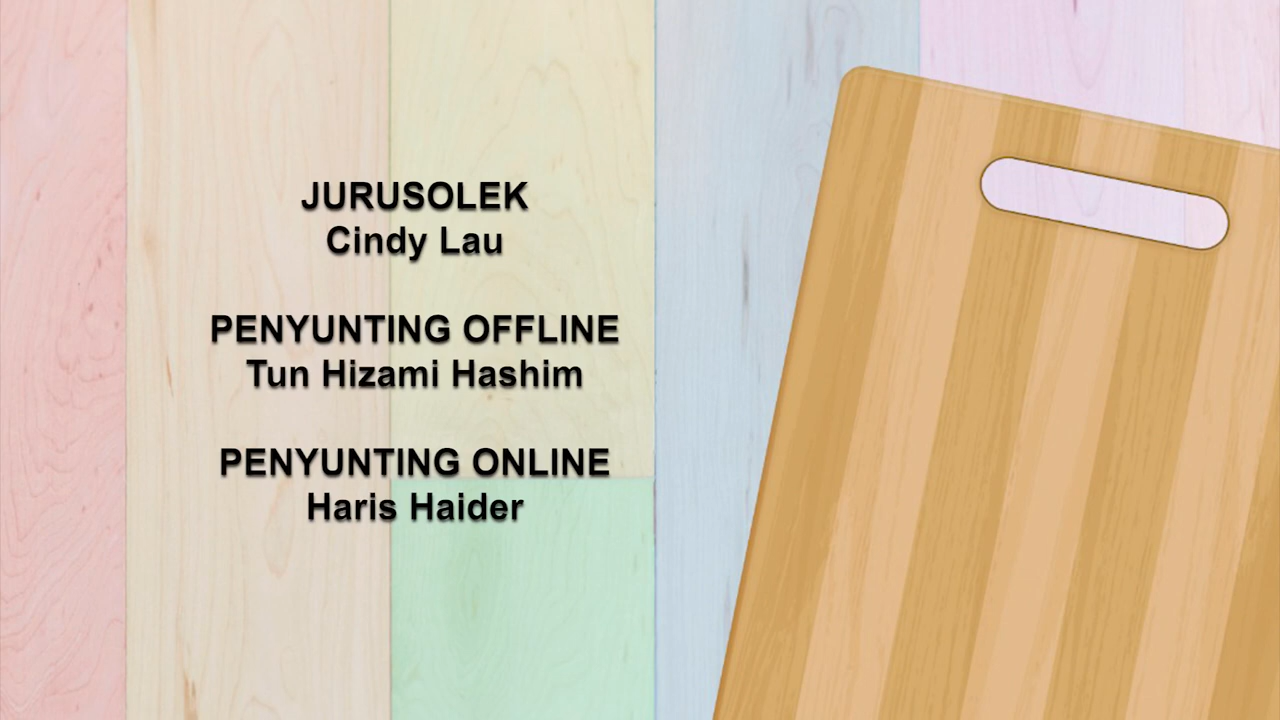 JURUSOLEK
Cindy Lau
PENYUNTING OFFLINE
Tun Hizami Hashim
PENYUNTING ONLINE
Haris Haider